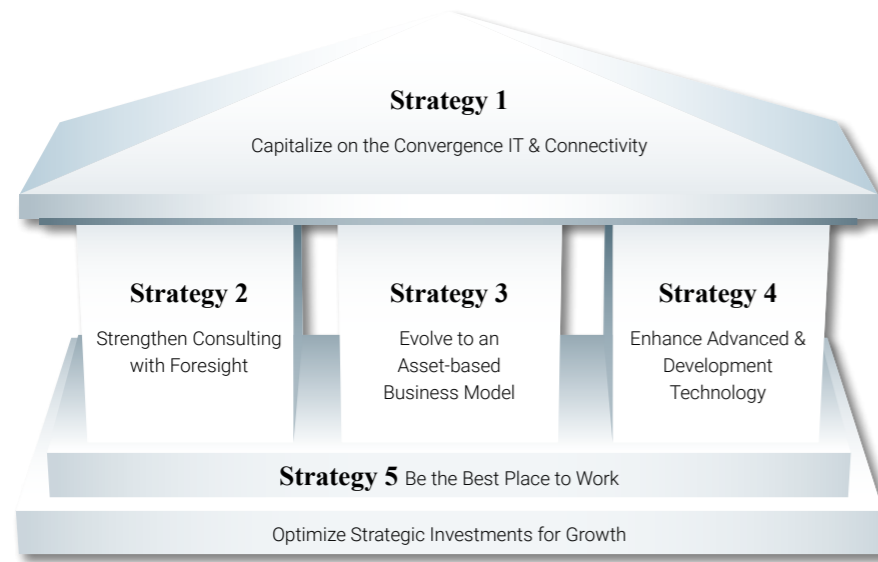 Strategy 1
Capitalize on the Convergence IT & Connectivity
Strategy 2
Strengthen Consulting
with Foresight
Strategy 3
Evolve to an
Asset-based
Business Model
Strategy 4
Enhance Advanced &
Development
Technology
Strategy 5 Be the Best Place to Work
Optimize Strategic Investments for Growth